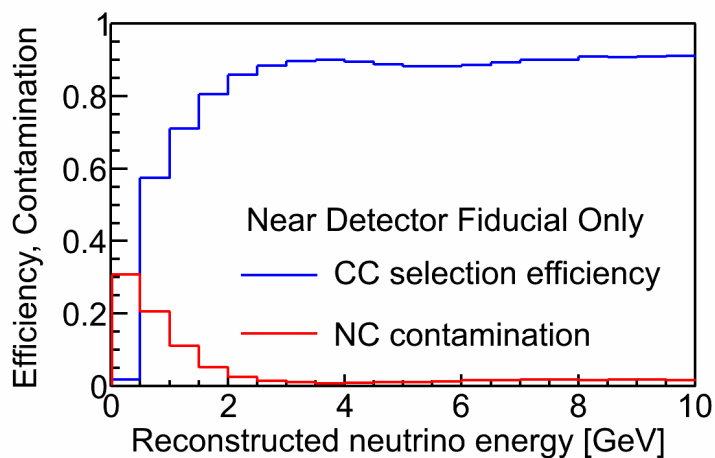 Efficiency, Contamination
1
0.8
0.6
0.4
0.2
0
Near Detector Fiducial Only
CC selection efficiency
NC contamination
0 2 4 6 8 10
Reconstructed neutrino energy [GeV]